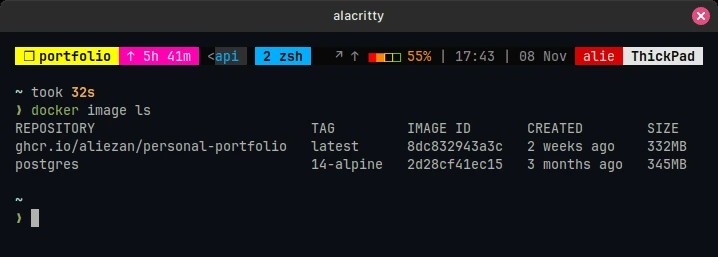 alacritty
❐ portfolio ↑ 5h 41m <api 2 zsh ↗ ↑ 55% | 17:43 | 08 Nov alie ThickPad
~ took 32s
❯ docker image ls
REPOSITORY TAG IMAGE ID CREATED SIZE
ghcr.io/aliezan/personal-portfolio latest 8dc832943a3c 2 weeks ago 332MB
postgres 14-alpine 2d28cf41ec15 3 months ago 345MB
~
❯